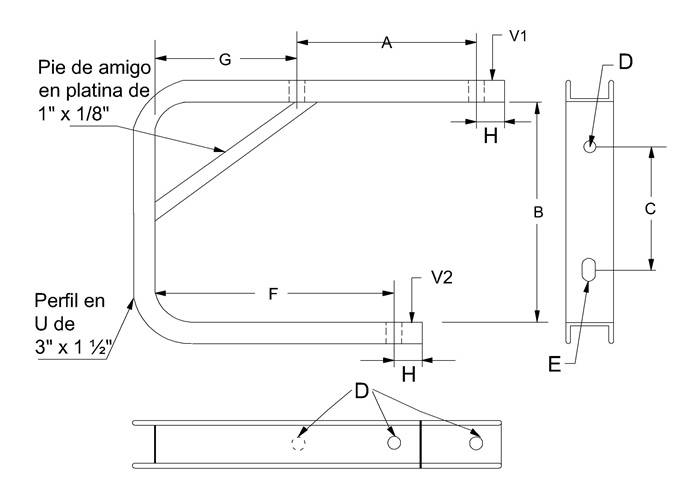 A
V1
G
Pie de amigo
en platina de
1" x 1/8"
D
H
B
C
V2
F
Perfil en
U de
3" x 1 ½"
H
E
D